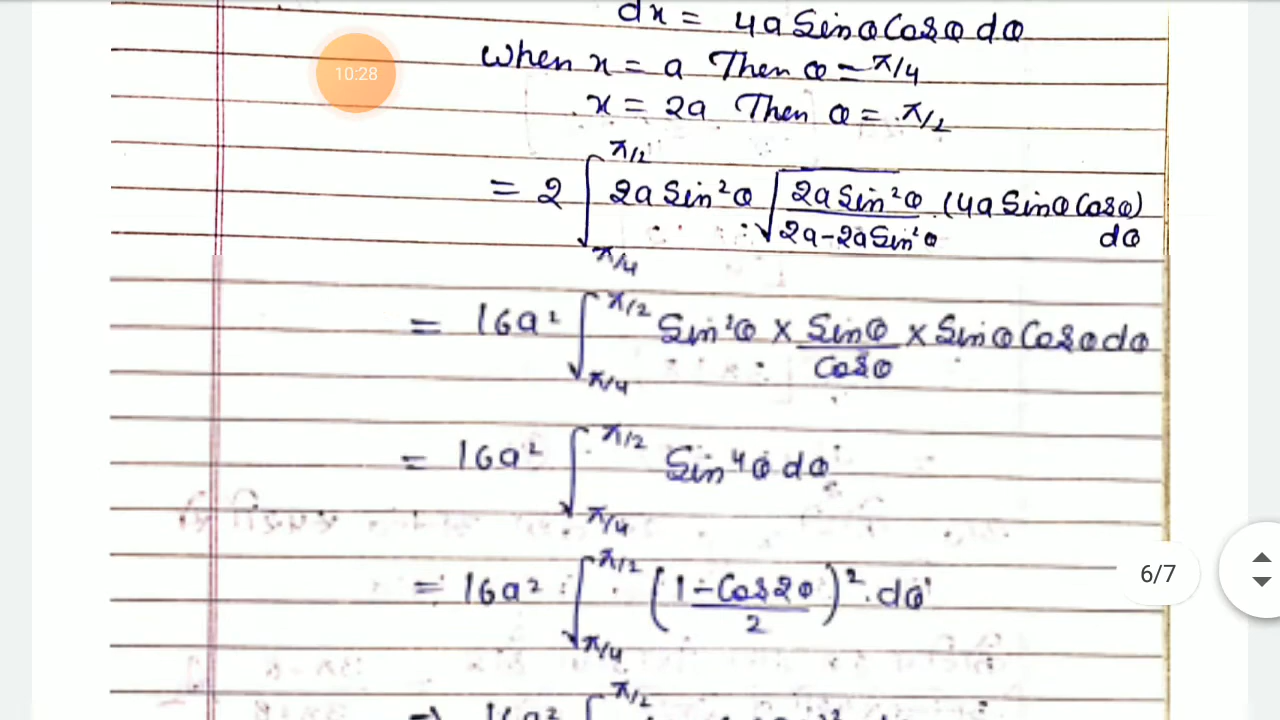 dx = 4a Sinθ Cosθ dθ
10:28
When x = a Then θ = π/4
x = 2a Then θ = π/2
= 2 ∫_{π/4}^{π/2} 2a Sin²θ √(2a Sin²θ / 2a-2a Sin²θ) . (4a Sinθ Cosθ) dθ
= 16a² ∫_{π/4}^{π/2} Sin²θ × Sinθ/Cosθ × Sinθ Cosθ dθ
= 16a² ∫_{π/4}^{π/2} Sin⁴θ dθ
= 16a² ∫_{π/4}^{π/2} (1-Cos2θ / 2)². dθ
6/7
⇒ 16a² ∫^{π/2}